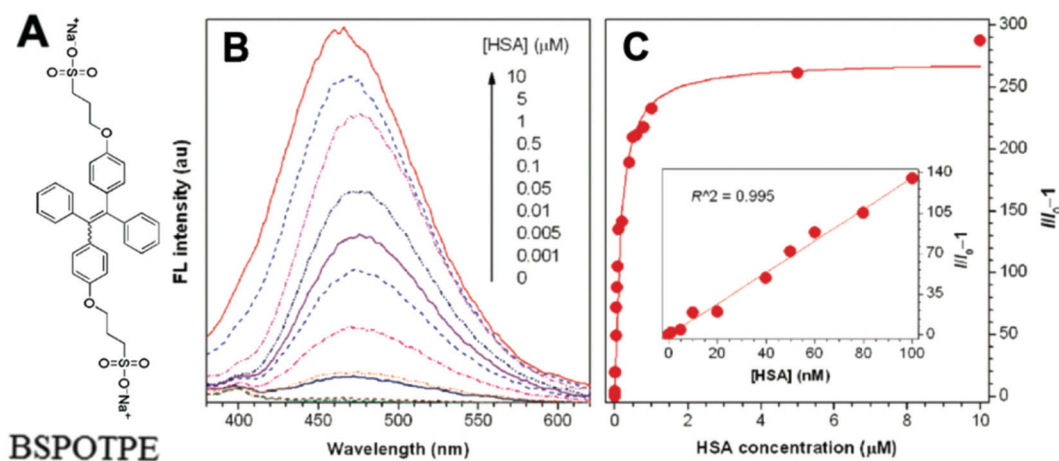 A
⁺Na⁻O
O
S
O
O
O
O
S
O
O⁻Na⁺
BSPOTPE
B
[HSA] (μM)
10
5
1
0.5
0.1
0.05
0.01
0.005
0.001
0
FL intensity (au)
400 450 500 550 600
Wavelength (nm)
C
300
250
200
150
100
50
0
I/I₀–1
R^2 = 0.995
140
105
70
35
0
I/I₀–1
0 20 40 60 80 100
[HSA] (nM)
0 2 4 6 8 10
HSA concentration (μM)